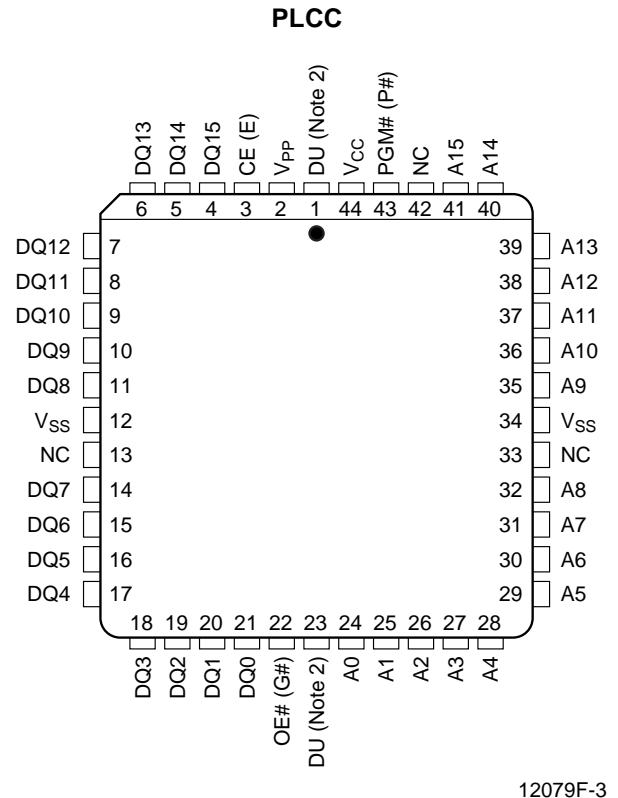 PLCC
DQ13
DQ14
DQ15
CE (E)
VPP
DU (Note 2)
VCC
PGM# (P#)
NC
A15
A14
6 5 4 3 2 1 44 43 42 41 40
DQ12 7
DQ11 8
DQ10 9
DQ9 10
DQ8 11
VSS 12
NC 13
DQ7 14
DQ6 15
DQ5 16
DQ4 17
39 A13
38 A12
37 A11
36 A10
35 A9
34 VSS
33 NC
32 A8
31 A7
30 A6
29 A5
18 19 20 21 22 23 24 25 26 27 28
DQ3
DQ2
DQ1
DQ0
OE# (G#)
DU (Note 2)
A0
A1
A2
A3
A4
12079F-3